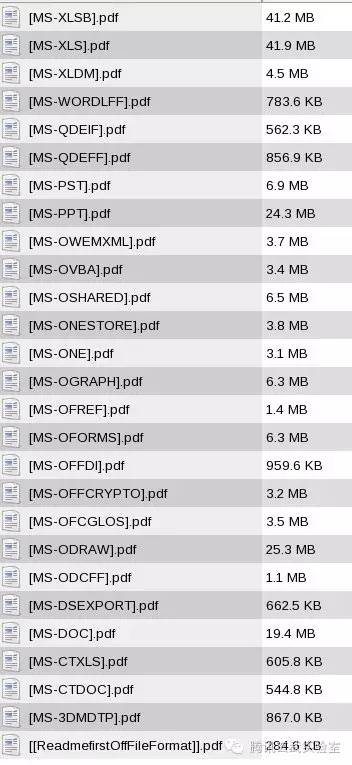 [MS-XLSB].pdf 41.2 MB
[MS-XLS].pdf 41.9 MB
[MS-XLDM].pdf 4.5 MB
[MS-WORDLFF].pdf 783.6 KB
[MS-QDEIF].pdf 562.3 KB
[MS-QDEFF].pdf 856.9 KB
[MS-PST].pdf 6.9 MB
[MS-PPT].pdf 24.3 MB
[MS-OWEMXML].pdf 3.7 MB
[MS-OVBA].pdf 3.4 MB
[MS-OSHARED].pdf 6.5 MB
[MS-ONESTORE].pdf 3.8 MB
[MS-ONE].pdf 3.1 MB
[MS-OGRAPH].pdf 6.3 MB
[MS-OFREF].pdf 1.4 MB
[MS-OFORMS].pdf 6.3 MB
[MS-OFFDI].pdf 959.6 KB
[MS-OFFCRYPTO].pdf 3.2 MB
[MS-OFCGLOS].pdf 3.5 MB
[MS-ODRAW].pdf 25.3 MB
[MS-ODCFF].pdf 1.1 MB
[MS-DSEXPORT].pdf 662.5 KB
[MS-DOC].pdf 19.4 MB
[MS-CTXLS].pdf 605.8 KB
[MS-CTDOC].pdf 544.8 KB
[MS-3DMDTP].pdf 867.0 KB
[[ReadmefirstOffFileFormat]].pdf 284.6 KB
腾讯玄武实验室